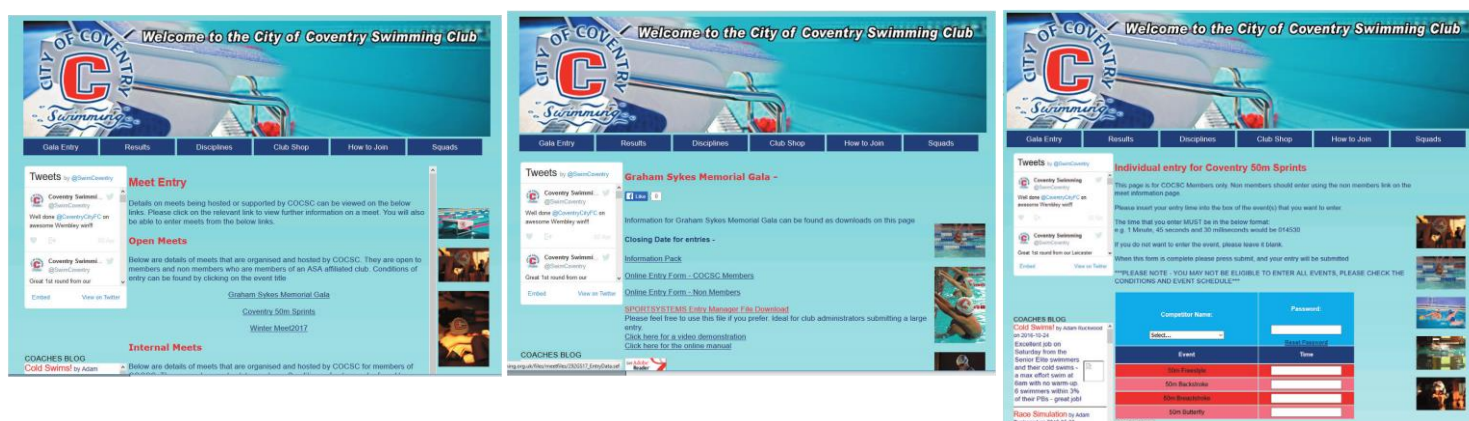 CITY OF COVENTRY
C
Swimming
Welcome to the City of Coventry Swimming Club
Gala Entry Results Disciplines Club Shop How to Join Squads
Tweets by @SwimCoventry
Coventry Swimmi...
@SwimCoventry
Well done @CoventryCityFC on
awesome Wembley win!!!
Coventry Swimmi...
@SwimCoventry
Great 1st round from our
Embed View on Twitter
COACHES BLOG
Cold Swims! by Adam
Meet Entry
Details on meets being hosted or supported by COCSC can be viewed on the below
links. Please click on the relevant link to view further information on a meet. You will also
be able to enter meets from the below links.
Open Meets
Below are details of meets that are organised and hosted by COCSC. They are open to
members and non members who are members of an ASA affiliated club. Conditions of
entry can be found by clicking on the event title
Graham Sykes Memorial Gala
Coventry 50m Sprints
Winter Meet2017
Internal Meets
Below are details of meets that are organised and hosted by COCSC for members of
CITY OF COVENTRY
C
Swimming
Welcome to the City of Coventry Swimming Club
Gala Entry Results Disciplines Club Shop How to Join Squads
Tweets by @SwimCoventry
Coventry Swimmi...
@SwimCoventry
Well done @CoventryCityFC on
awesome Wembley win!!!
Coventry Swimmi...
@SwimCoventry
Great 1st round from our
Embed View on Twitter
COACHES BLOG
Graham Sykes Memorial Gala -
Like 0
Information for Graham Sykes Memorial Gala can be found as downloads on this page
Closing Date for entries -
Information Pack
Online Entry Form - COCSC Members
Online Entry Form - Non Members
SPORTSYSTEMS Entry Manager File Download
Please feel free to use this file if you prefer. Ideal for club administrators submitting a large
entry.
Click here for a video demonstration
Click here for the online manual
Adobe
Reader
CITY OF COVENTRY
C
Swimming
Welcome to the City of Coventry Swimming Club
Gala Entry Results Disciplines Club Shop How to Join Squads
Tweets by @SwimCoventry
Coventry Swimming
@SwimCoventry
Well done @CoventryCityFC on
awesome Wembley win!!!
Coventry Swimming
@SwimCoventry
Great 1st round from our Leicester
Embed View on Twitter
COACHES BLOG
Cold Swims! by Adam Ruckwood
on 2016-10-24
Excellent job on
Saturday from the
Senior Elite swimmers
and their cold swims -
a max effort swim at
6am with no warm-up.
6 swimmers within 3%
of their PBs - great job!
Race Simulation by Adam
Individual entry for Coventry 50m Sprints
This page is for COCSC Members only. Non members should enter using the non members link on the
meet information page.
Please insert your entry time into the box of the event(s) that you want to enter.
The time that you enter MUST be in the below format:
e.g. 1 Minute, 45 seconds and 30 milliseconds would be 014530
If you do not want to enter the event, please leave it blank.
When this form is complete please press submit, and your entry will be submitted
***PLEASE NOTE - YOU MAY NOT BE ELIGIBLE TO ENTER ALL EVENTS, PLEASE CHECK THE
CONDITIONS AND EVENT SCHEDULE***
Competitor Name: Password:
Select...
Reset Password
Event Time
50m Freestyle
50m Backstroke
50m Breaststroke
50m Butterfly